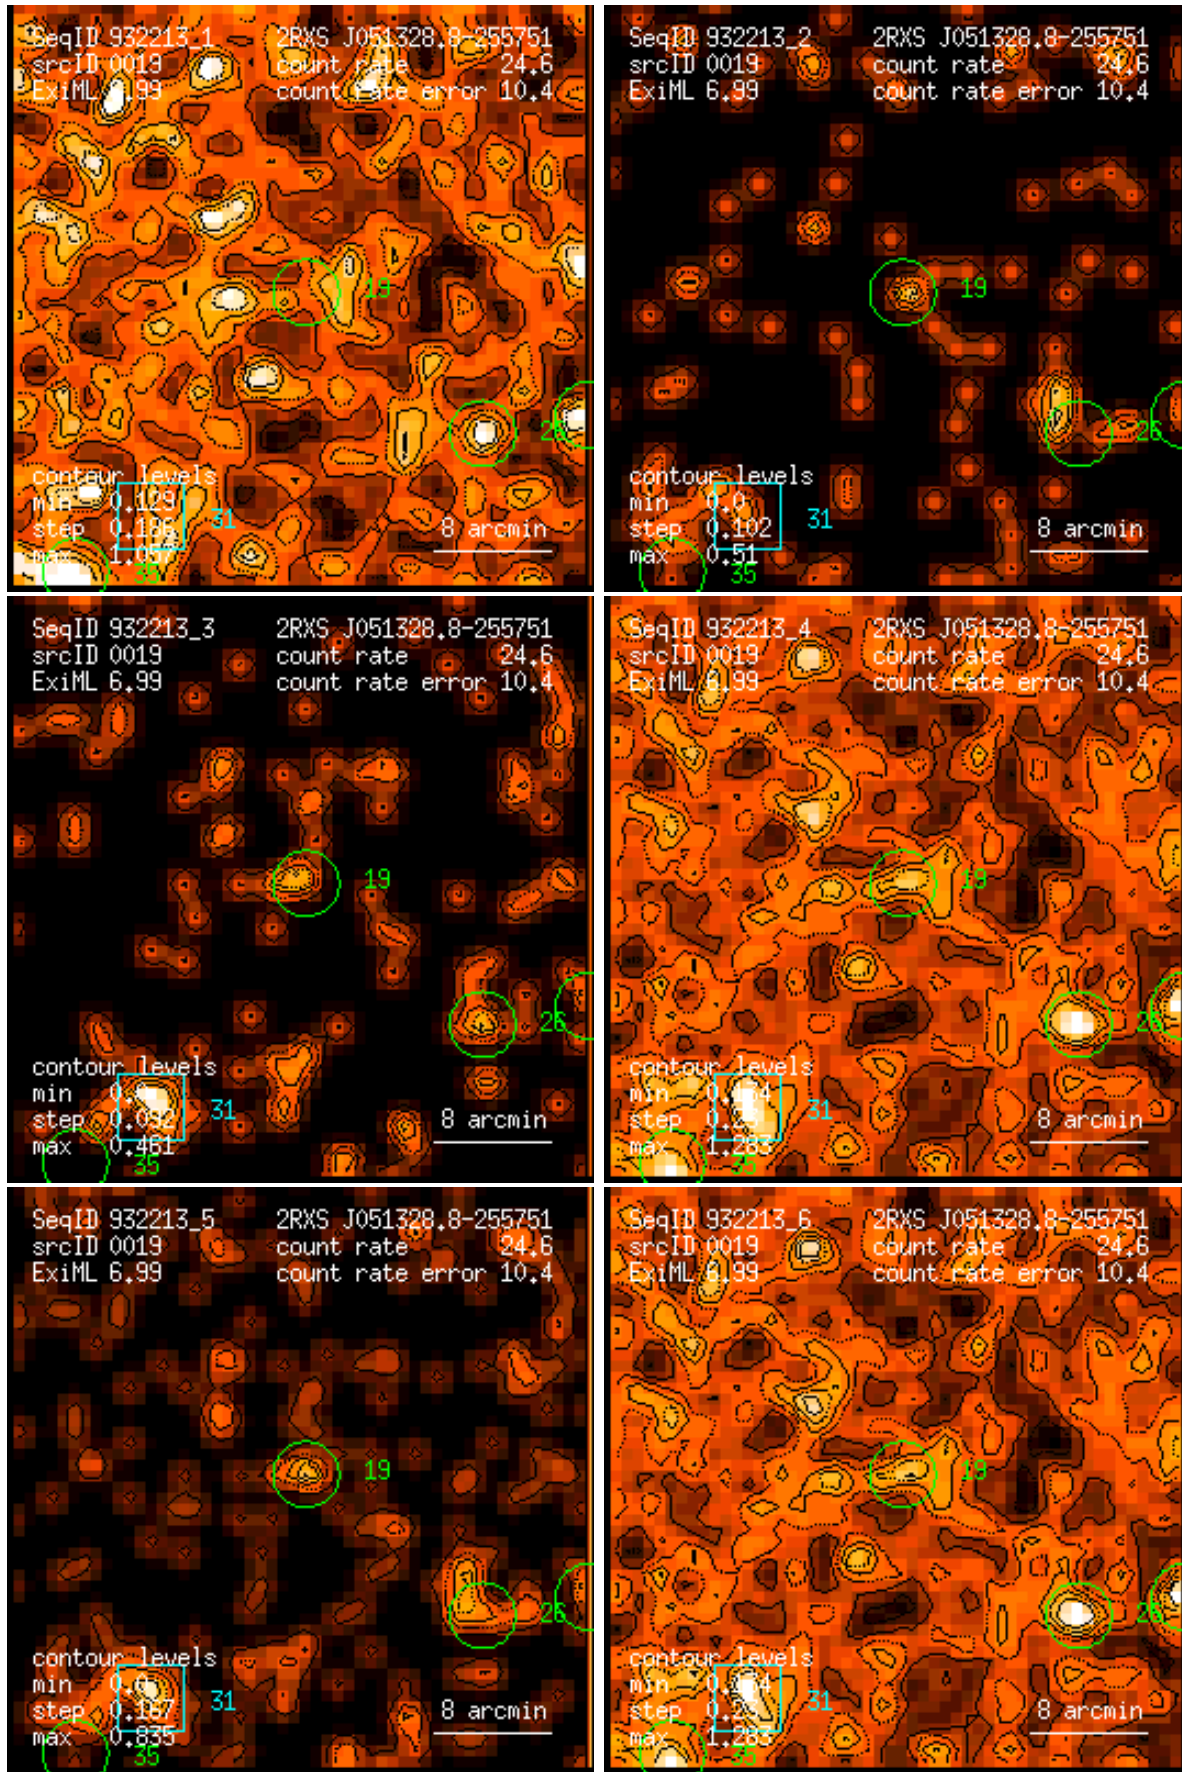 SeqID 932213_1 2RXS J051328.8-255751
srcID 0019 count rate 24.6
ExiML 6.99 count rate error 10.4
19
26
contour levels
min 0.129
31
step 0.186 8 arcmin
max 1.057
35
SeqID 932213_2 2RXS J051328.8-255751
srcID 0019 count rate 24.6
ExiML 6.99 count rate error 10.4
19
26
contour levels
min 0.0
31
step 0.102 8 arcmin
max 0.51
35
SeqID 932213_3 2RXS J051328.8-255751
srcID 0019 count rate 24.6
ExiML 6.99 count rate error 10.4
19
26
contour levels
min 0.0
31
step 0.092 8 arcmin
max 0.461
35
SeqID 932213_4 2RXS J051328.8-255751
srcID 0019 count rate 24.6
ExiML 6.99 count rate error 10.4
19
26
contour levels
min
31
step 8 arcmin
max 1.283
35
SeqID 932213_5 2RXS J051328.8-255751
srcID 0019 count rate 24.6
ExiML 6.99 count rate error 10.4
19
26
contour levels
min 0.0
31
step 0.167 8 arcmin
max 0.835
35
SeqID 932213_6 2RXS J051328.8-255751
srcID 0019 count rate 24.6
ExiML 6.99 count rate error 10.4
19
26
contour levels
min
31
step 8 arcmin
max 1.283
35